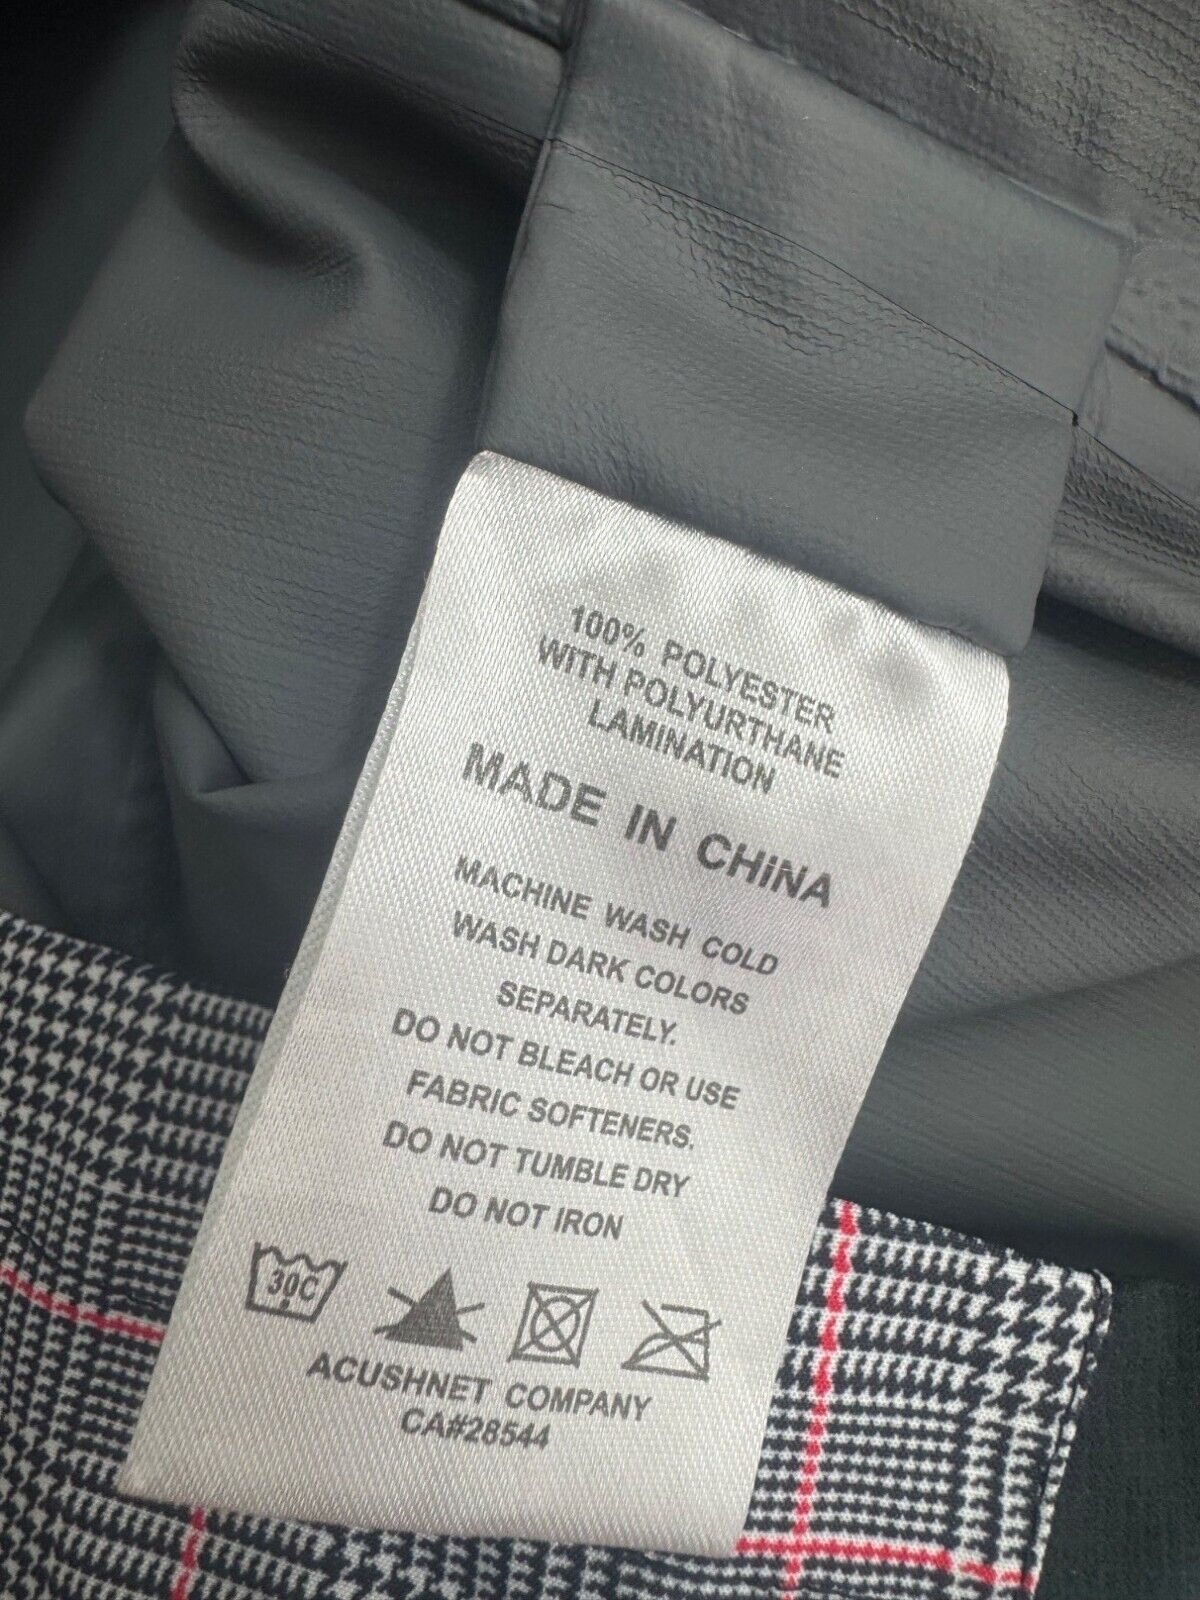 100% POLYESTER
WITH POLYURTHANE
LAMINATION
MADE IN CHiNA
MACHINE WASH COLD
WASH DARK COLORS
SEPARATELY.
DO NOT BLEACH OR USE
FABRIC SOFTENERS.
DO NOT TUMBLE DRY
DO NOT IRON
30C
ACUSHNET COMPANY
CA#28544